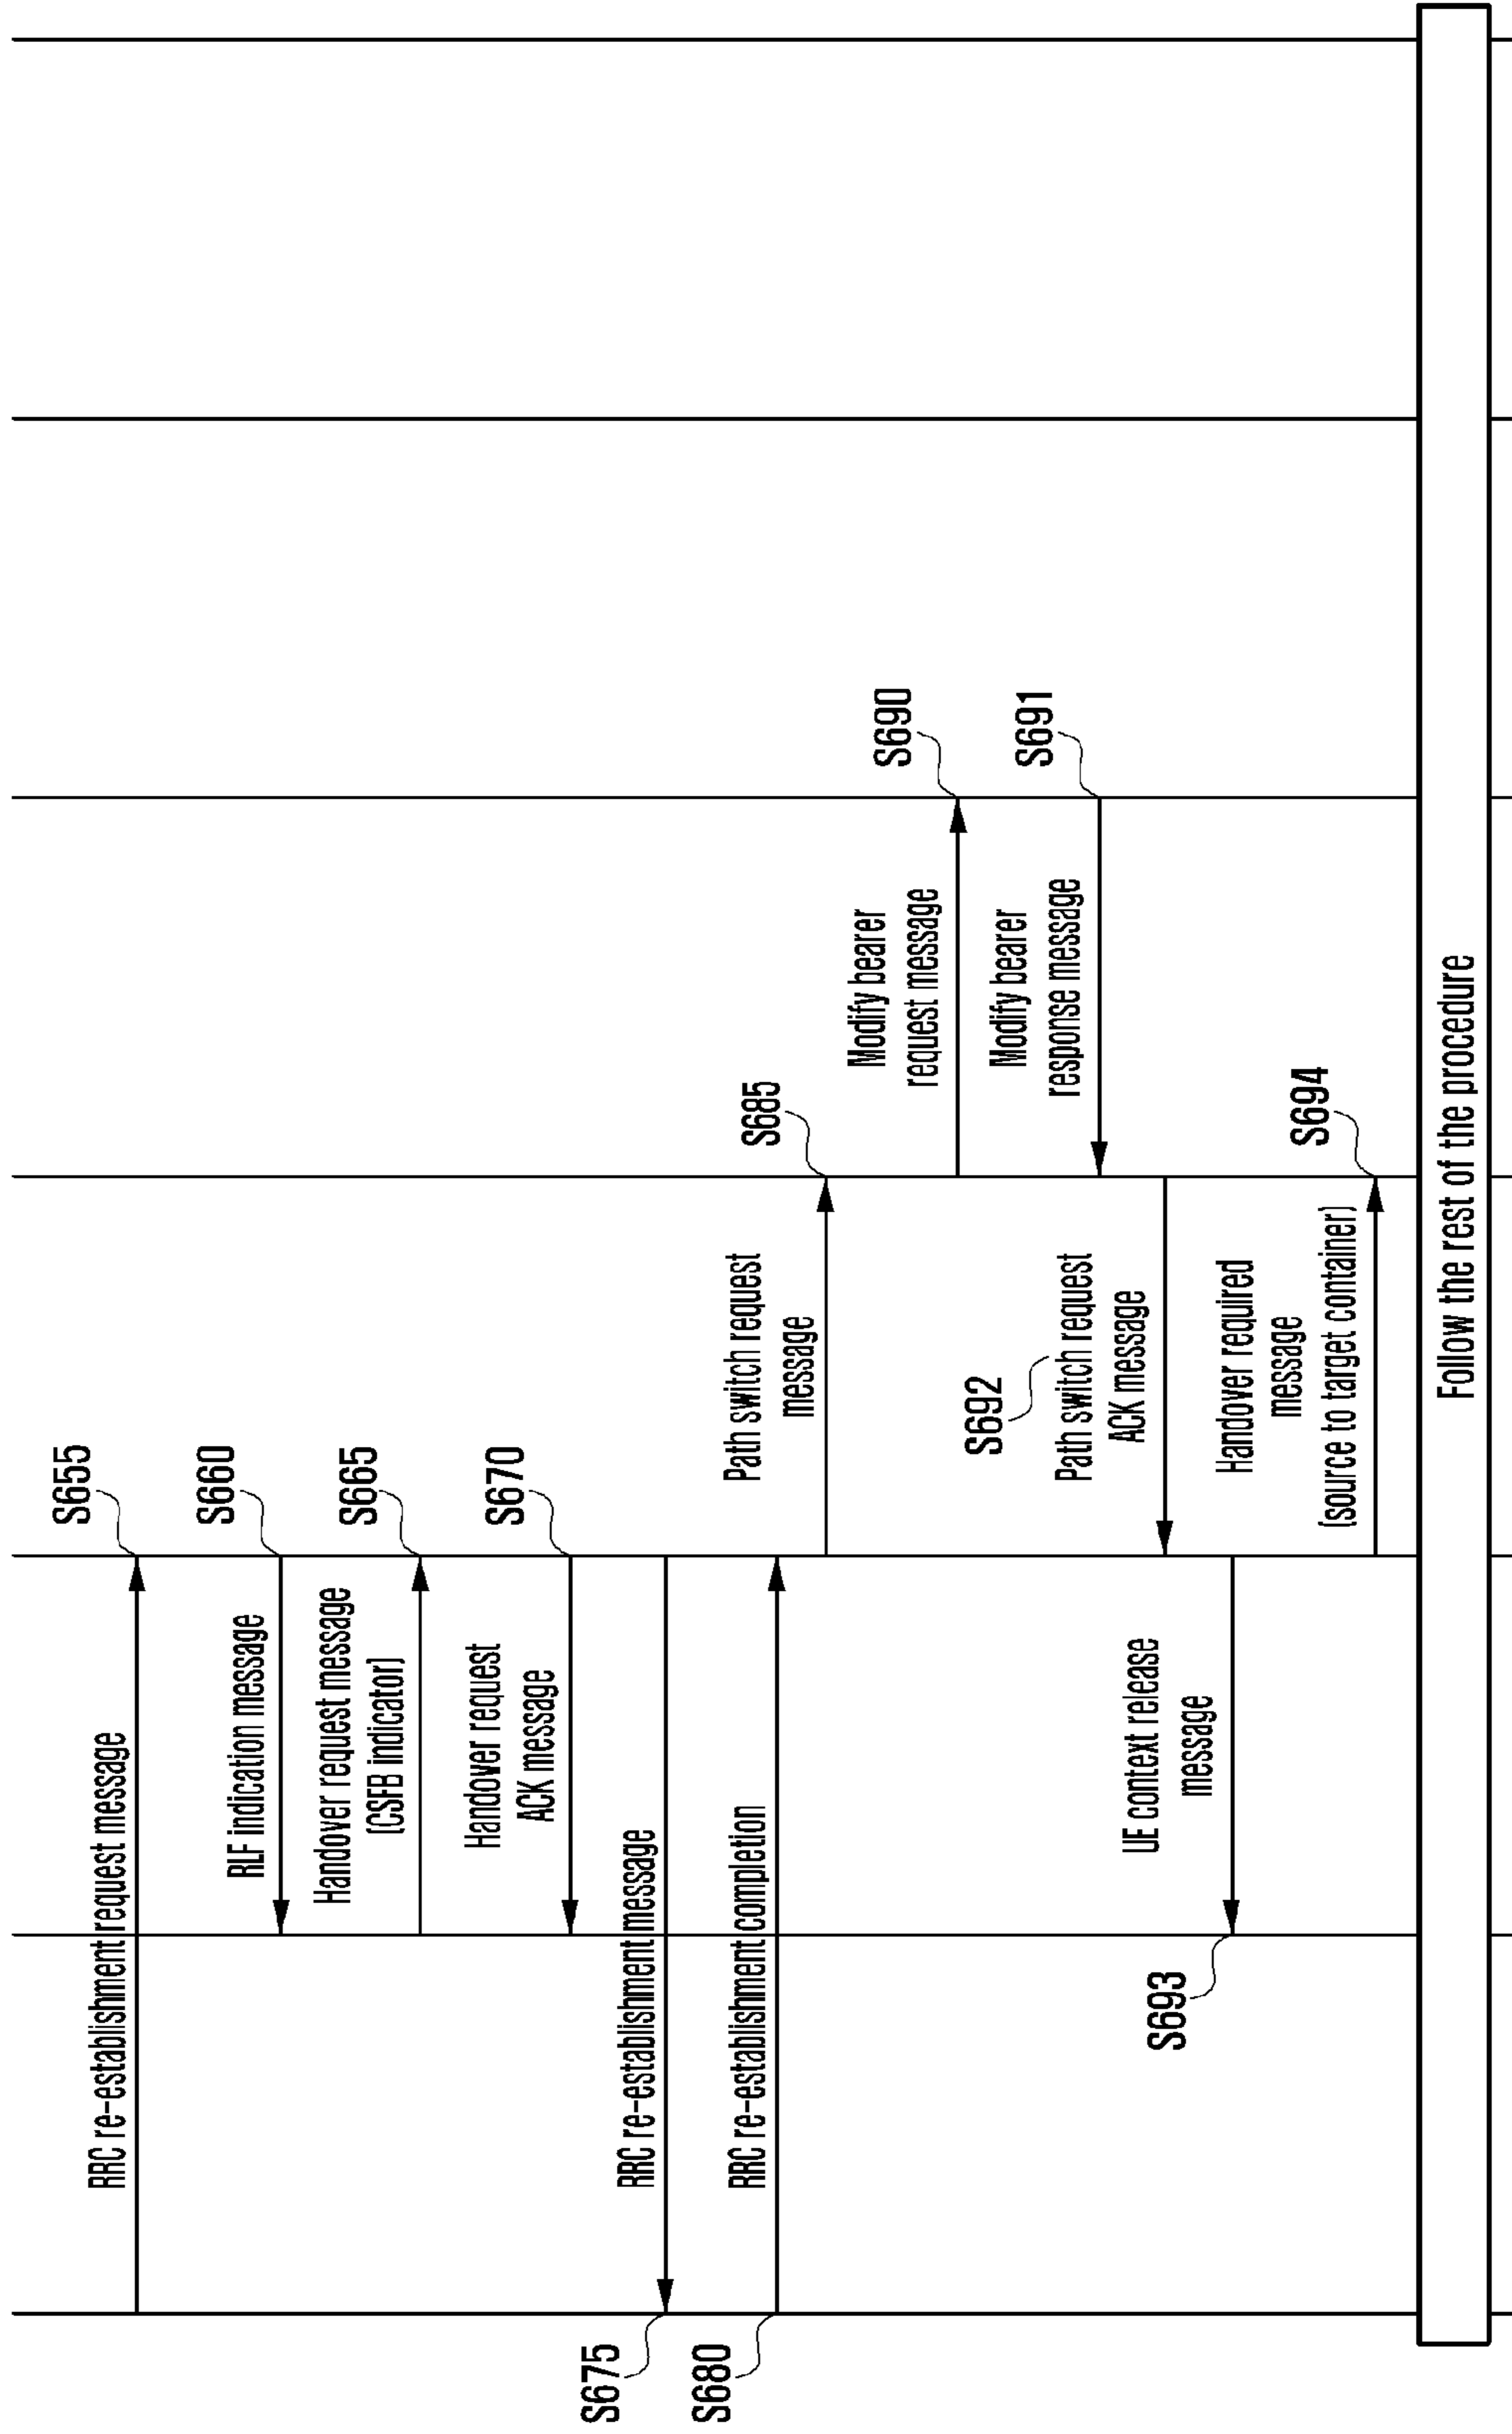 S655
RRC re-establishment request message
S660
RLF indication message
S665
Handover request message
(CSFB indicator)
S670
Handover request
ACK message
S675
RRC re-establishment message
S680
RRC re-establishment completion
S685
Path switch request
message
S690
Modify bearer
request message
S691
Modify bearer
response message
S692
Path switch request
ACK message
S693
UE context release
message
S694
Handover required
message
(source to target container)
Follow the rest of the procedure